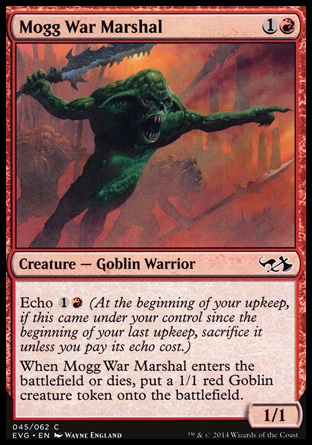 Mogg War Marshal 1
Creature — Goblin Warrior
Echo 1 (At the beginning of your upkeep,
if this came under your control since the
beginning of your last upkeep, sacrifice it
unless you pay its echo cost.)
When Mogg War Marshal enters the
battlefield or dies, put a 1/1 red Goblin
creature token onto the battlefield.
1/1
045/062 C
EVG • EN Wayne England
™ & © 2014 Wizards of the Coast